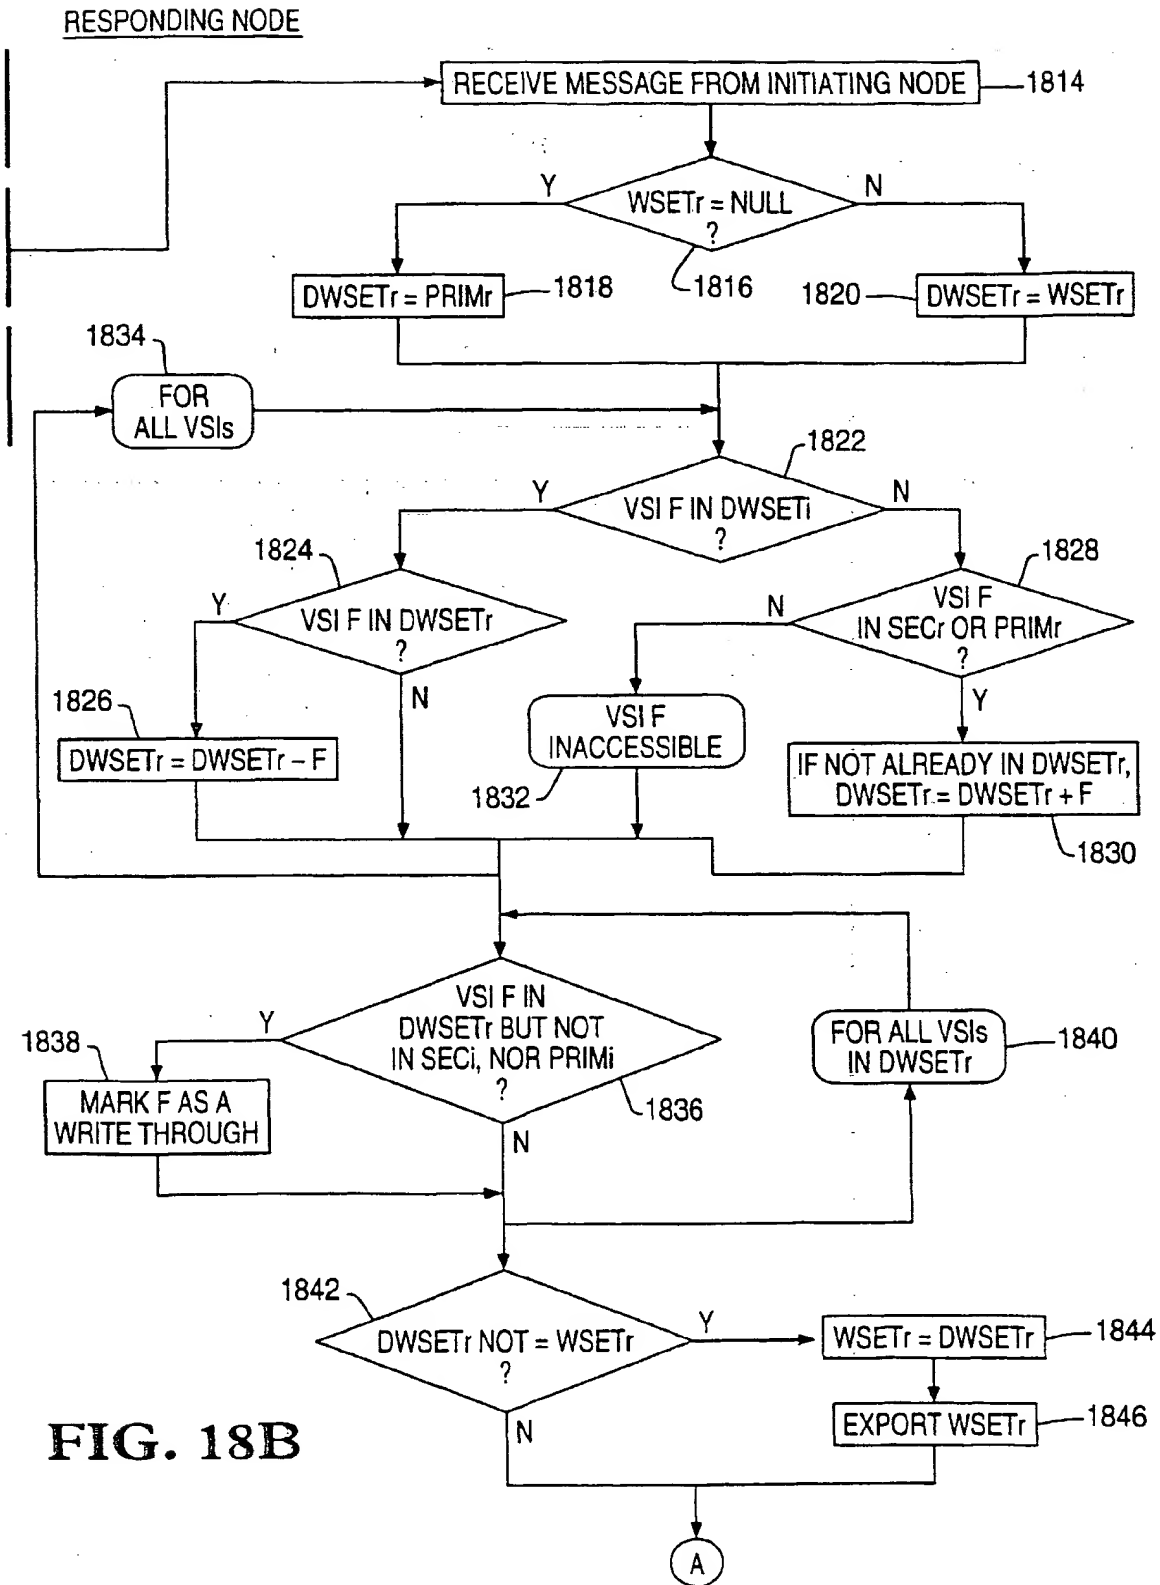 RESPONDING NODE
RECEIVE MESSAGE FROM INITIATING NODE
1814
Y
WSETr = NULL
?
N
1816
DWSETr = PRIMr
1818
1820
DWSETr = WSETr
1834
FOR
ALL VSIs
1822
Y
VSI F IN DWSETi
?
N
1824
1828
Y
VSI F IN DWSETr
?
N
N
VSI F
IN SECr OR PRIMr
?
Y
1826
DWSETr = DWSETr – F
VSI F
INACCESSIBLE
1832
IF NOT ALREADY IN DWSETr,
DWSETr = DWSETr + F
1830
Y
VSI F IN
DWSETr BUT NOT
IN SECi, NOR PRIMi
?
1836
N
1838
MARK F AS A
WRITE THROUGH
FOR ALL VSIs
IN DWSETr
1840
1842
DWSETr NOT = WSETr
?
Y
N
WSETr = DWSETr
1844
EXPORT WSETr
1846
FIG. 18B
A